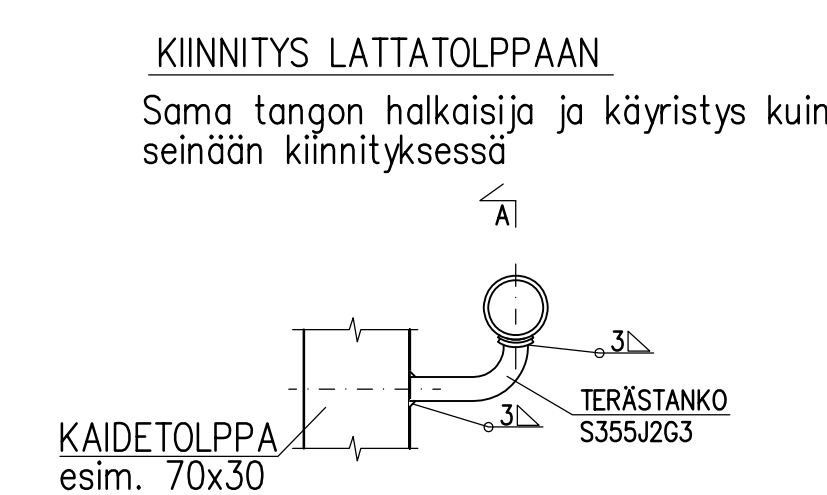 KIINNITYS LATTATOLPPAAN
Sama tangon halkaisija ja käyristys kuin
seinään kiinnityksessä
A
3
TERÄSTANKO
S355J2G3
3
KAIDETOLPPA
esim. 70x30